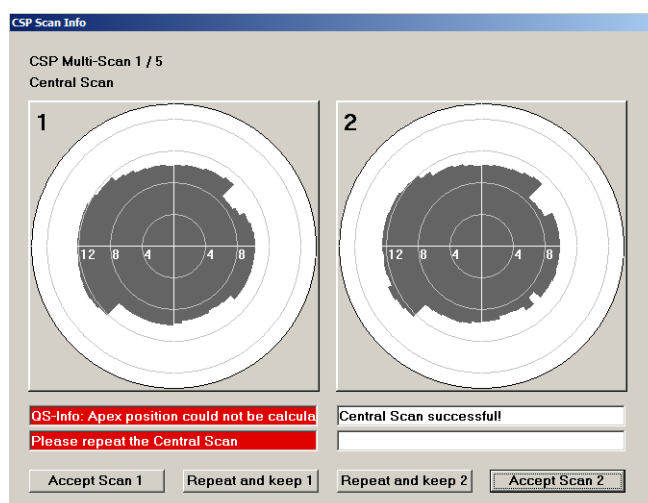 CSP Scan Info
CSP Multi-Scan 1 / 5
Central Scan
1
2
12 8 4 4 8
12 8 4 4 8
QS-Info: Apex position could not be calcula
Central Scan successful!
Please repeat the Central Scan
Accept Scan 1
Repeat and keep 1
Repeat and keep 2
Accept Scan 2